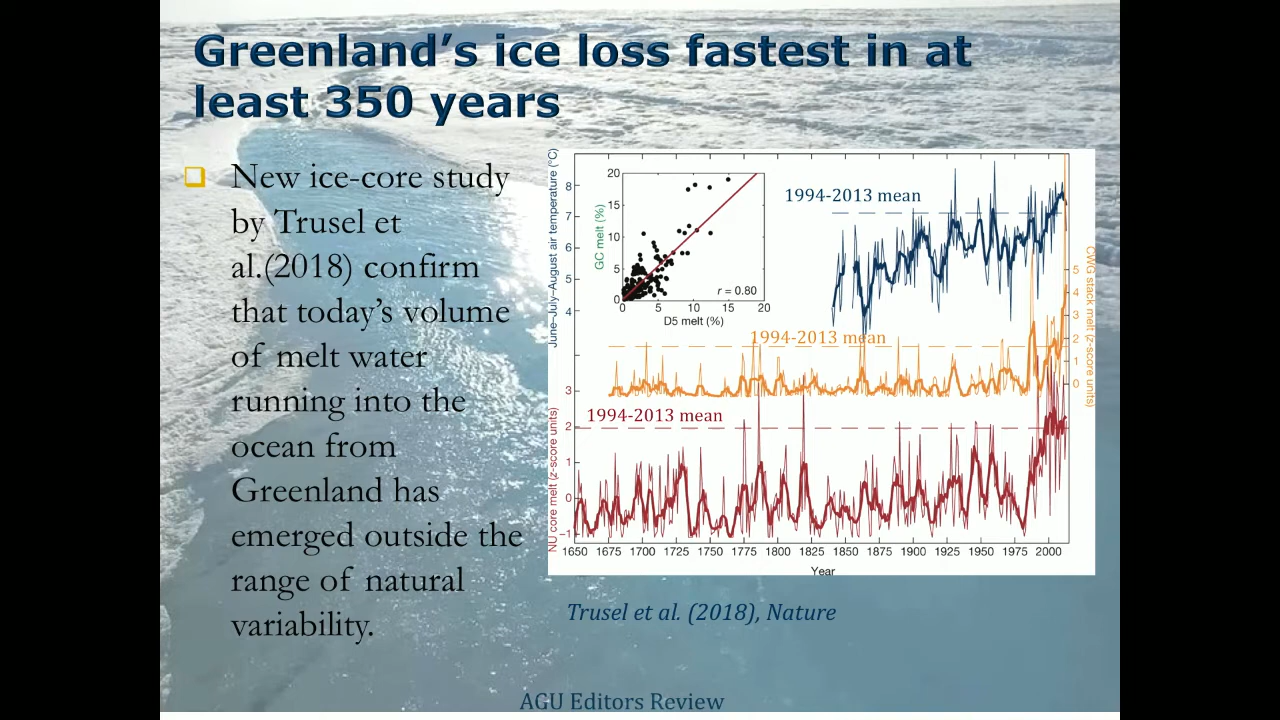 Greenland’s ice loss fastest in at
least 350 years
New ice-core study
by Trusel et
al.(2018) confirm
that today’s volume
of melt water
running into the
ocean from
Greenland has
emerged outside the
range of natural
variability.
June–July–August air temperature (°C)
8
7
6
5
4
1994-2013 mean
GC melt (%)
20
15
10
5
0
r = 0.80
0 5 10 15 20
D5 melt (%)
1994-2013 mean
CWG stack melt (z-score units)
5
4
3
2
1
0
1994-2013 mean
NU core melt (z-score units)
3
2
1
0
−1
1650 1675 1700 1725 1750 1775 1800 1825 1850 1875 1900 1925 1950 1975 2000
Year
Trusel et al. (2018), Nature
AGU Editors Review